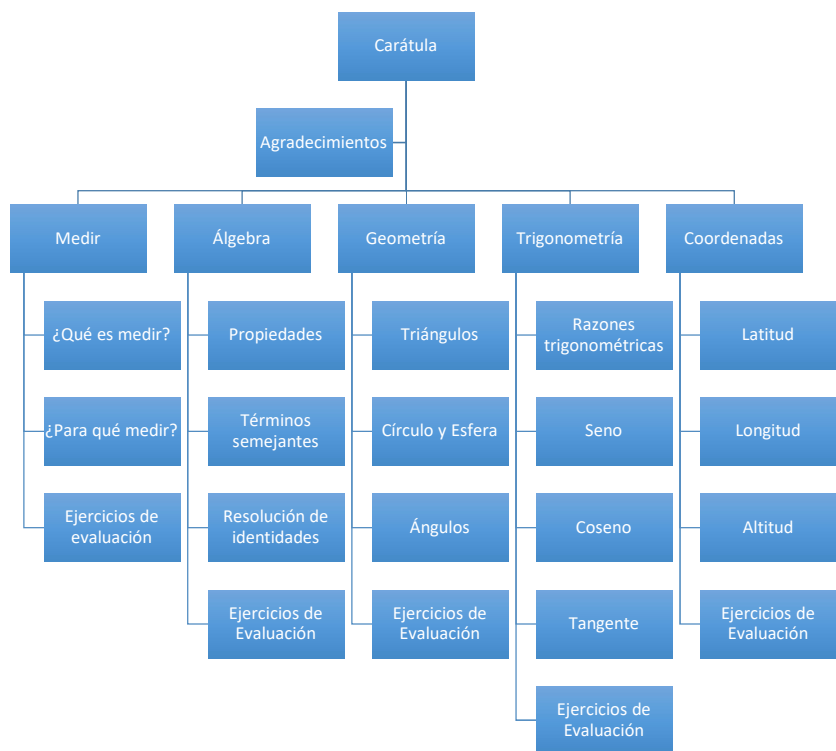 Carátula
Agradecimientos
Medir
¿Qué es medir?
¿Para qué medir?
Ejercicios de
evaluación
Álgebra
Propiedades
Términos
semejantes
Resolución de
identidades
Ejercicios de
Evaluación
Geometría
Triángulos
Círculo y Esfera
Ángulos
Ejercicios de
Evaluación
Trigonometría
Razones
trigonométricas
Seno
Coseno
Tangente
Ejercicios de
Evaluación
Coordenadas
Latitud
Longitud
Altitud
Ejercicios de
Evaluación